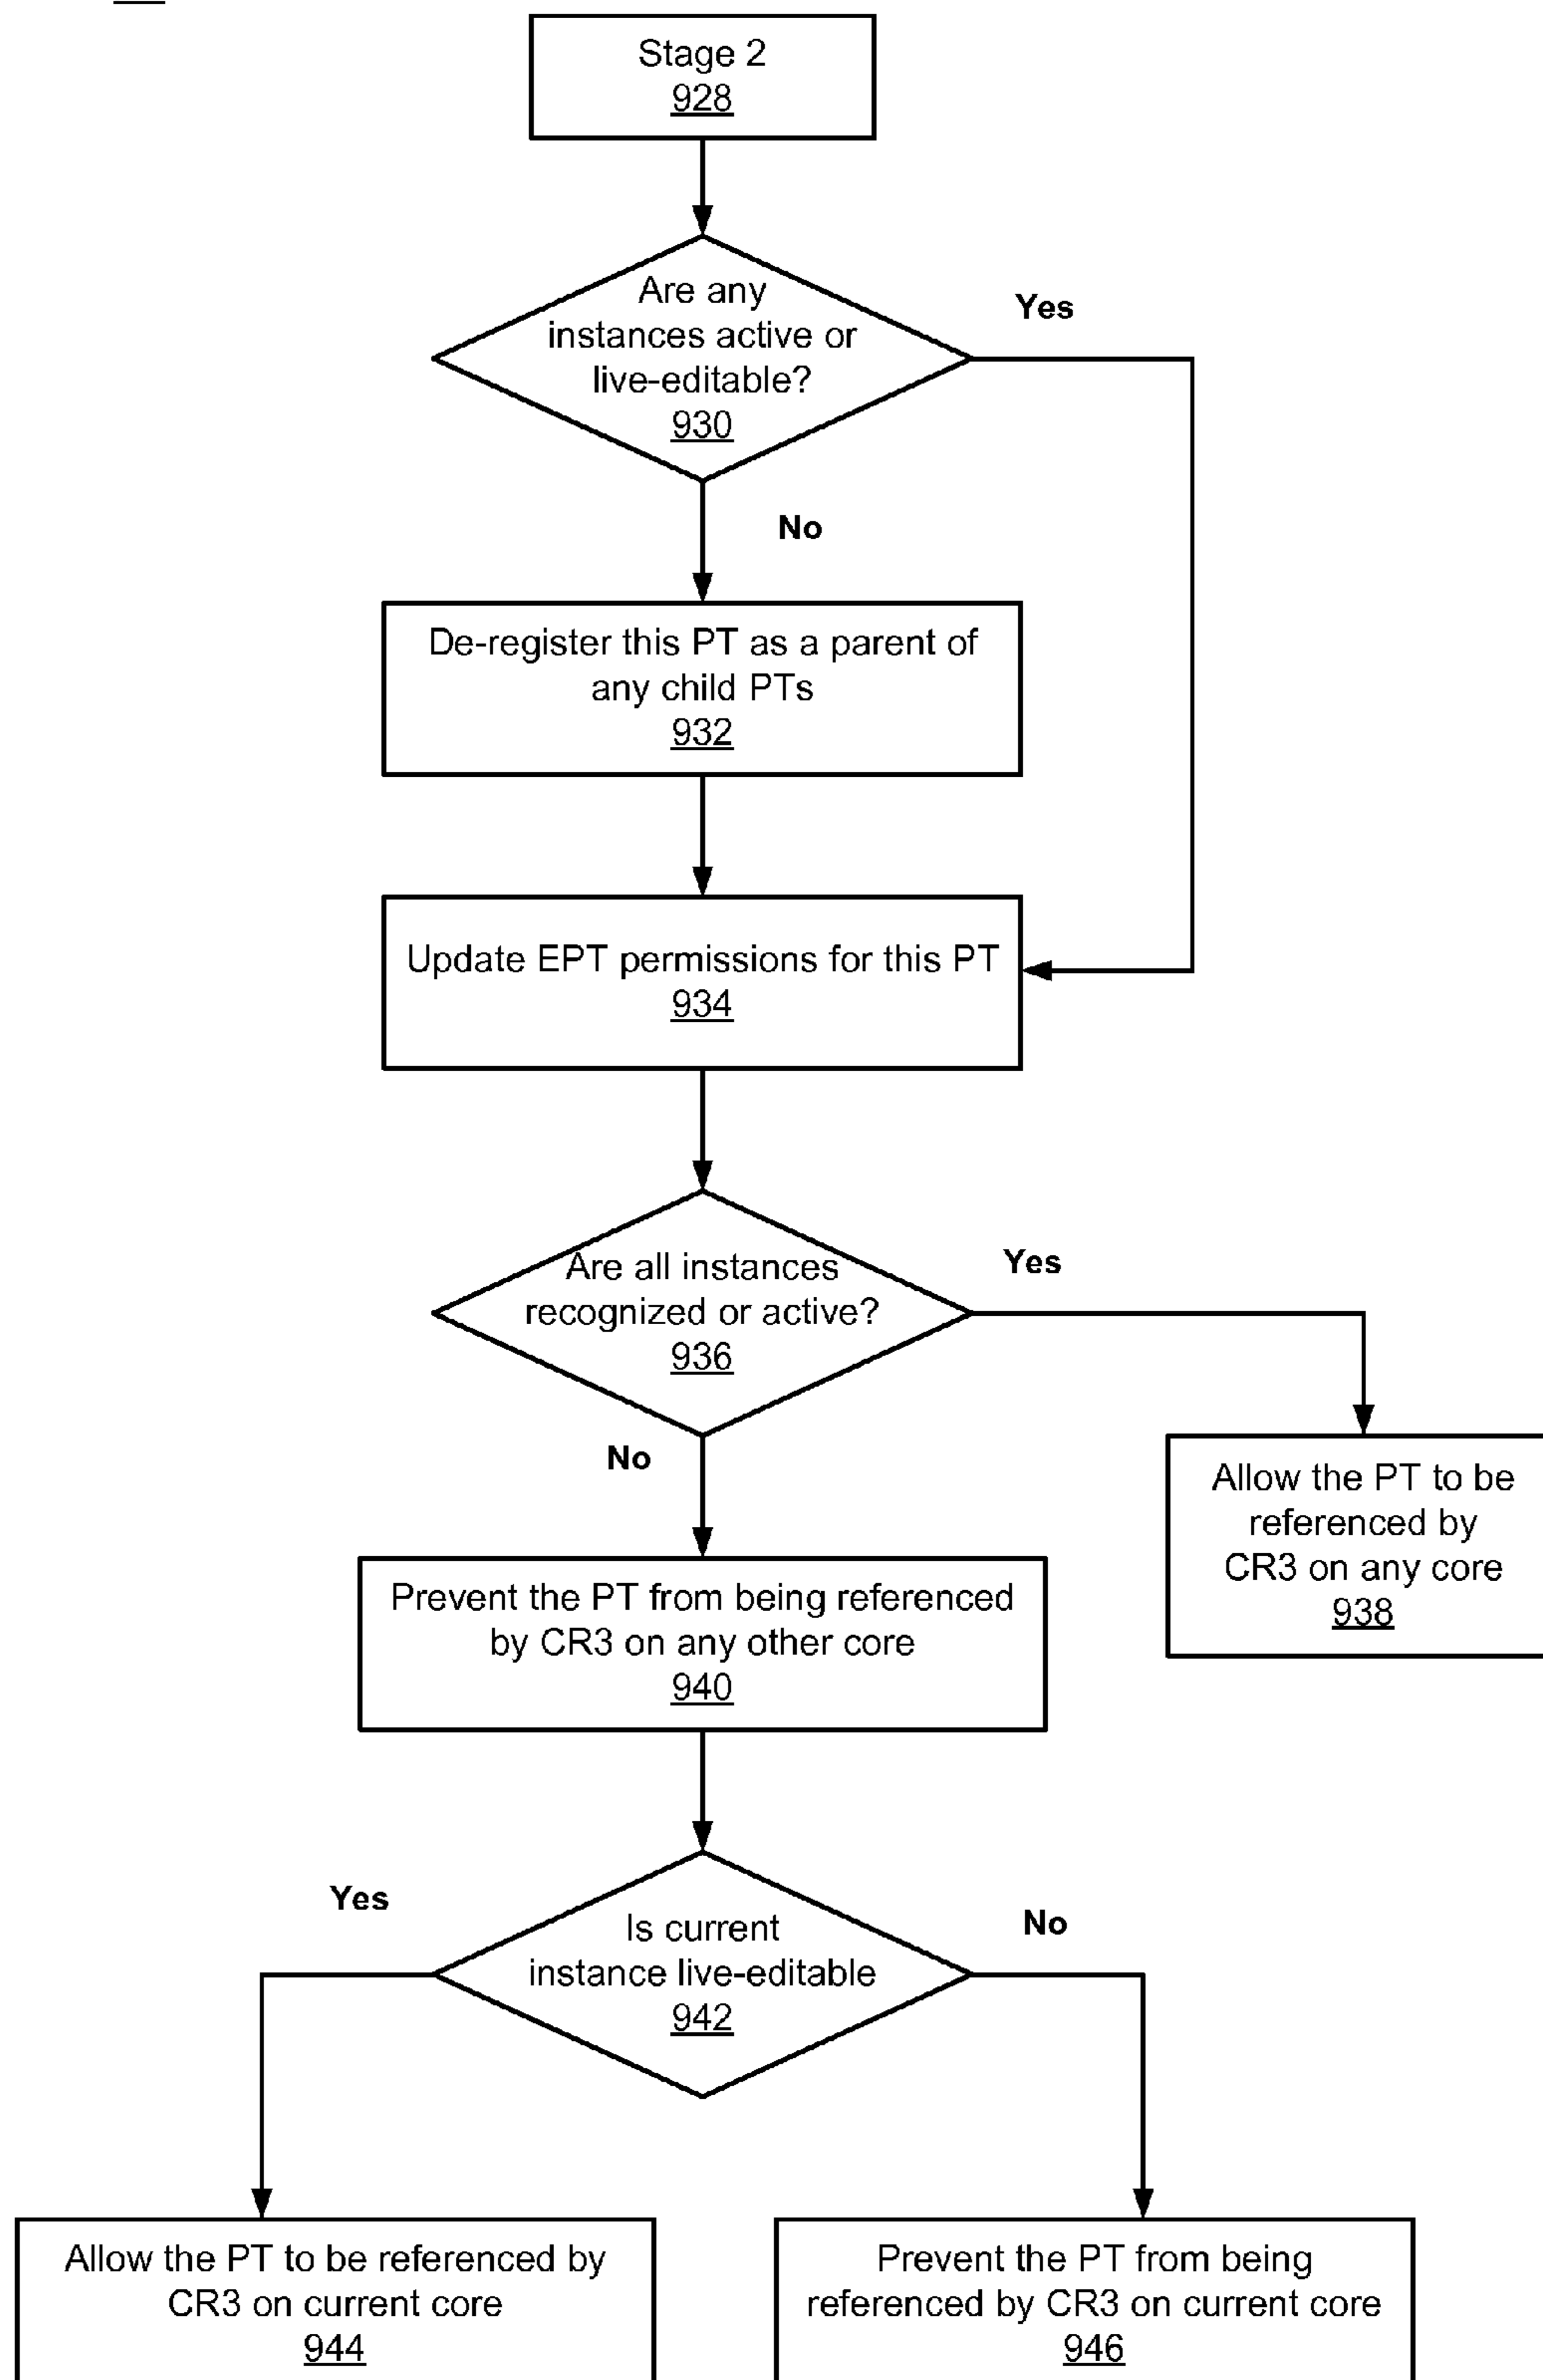 Stage 2
928
Are any
instances active or
live-editable?
930
Yes
No
De-register this PT as a parent of
any child PTs
932
Update EPT permissions for this PT
934
Are all instances
recognized or active?
936
Yes
No
Allow the PT to be
referenced by
CR3 on any core
938
Prevent the PT from being referenced
by CR3 on any other core
940
Yes
Is current
instance live-editable
942
No
Allow the PT to be referenced by
CR3 on current core
944
Prevent the PT from being
referenced by CR3 on current core
946